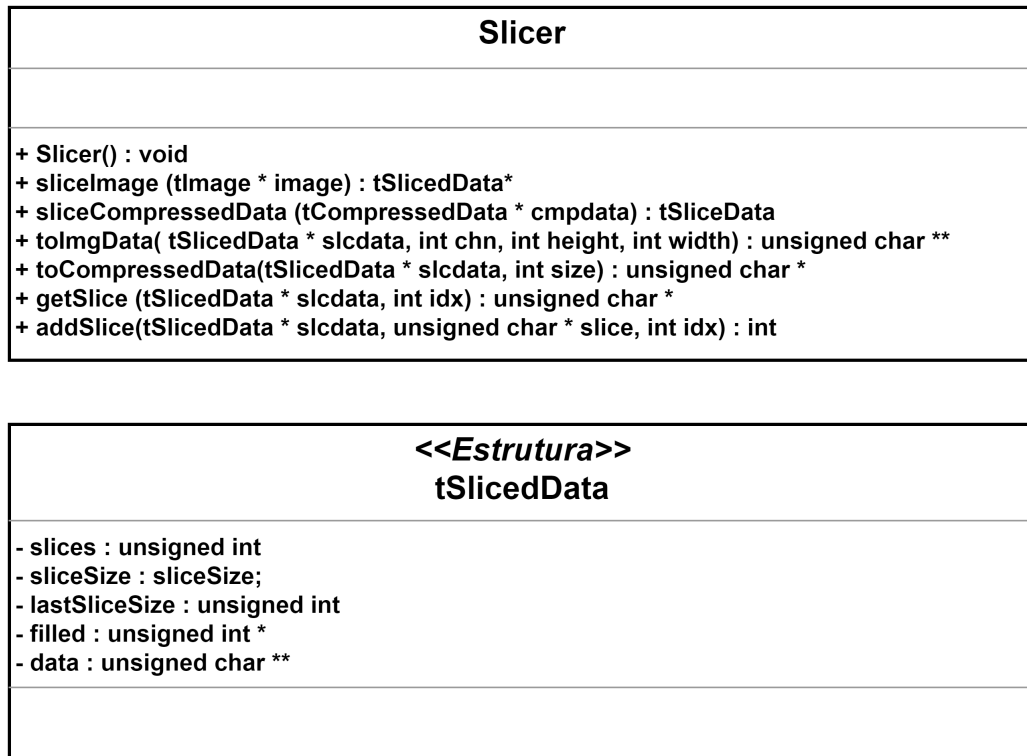 Slicer
+ Slicer() : void
+ sliceImage (tImage * image) : tSlicedData*
+ sliceCompressedData (tCompressedData * cmpdata) : tSliceData
+ toImgData( tSlicedData * slcdata, int chn, int height, int width) : unsigned char **
+ toCompressedData(tSlicedData * slcdata, int size) : unsigned char *
+ getSlice (tSlicedData * slcdata, int idx) : unsigned char *
+ addSlice(tSlicedData * slcdata, unsigned char * slice, int idx) : int
<<Estrutura>>
tSlicedData
- slices : unsigned int
- sliceSize : sliceSize;
- lastSliceSize : unsigned int
- filled : unsigned int *
- data : unsigned char **